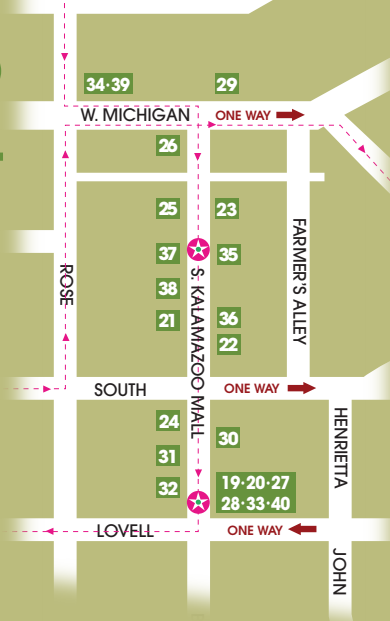 34·39
29
W. MICHIGAN
ONE WAY
26
25
23
37
35
ROSE
S. KALAMAZOO MALL
FARMER'S ALLEY
38
21
36
22
SOUTH
ONE WAY
24
30
HENRIETTA
31
32
19·20·27
28·33·40
LOVELL
ONE WAY
JOHN